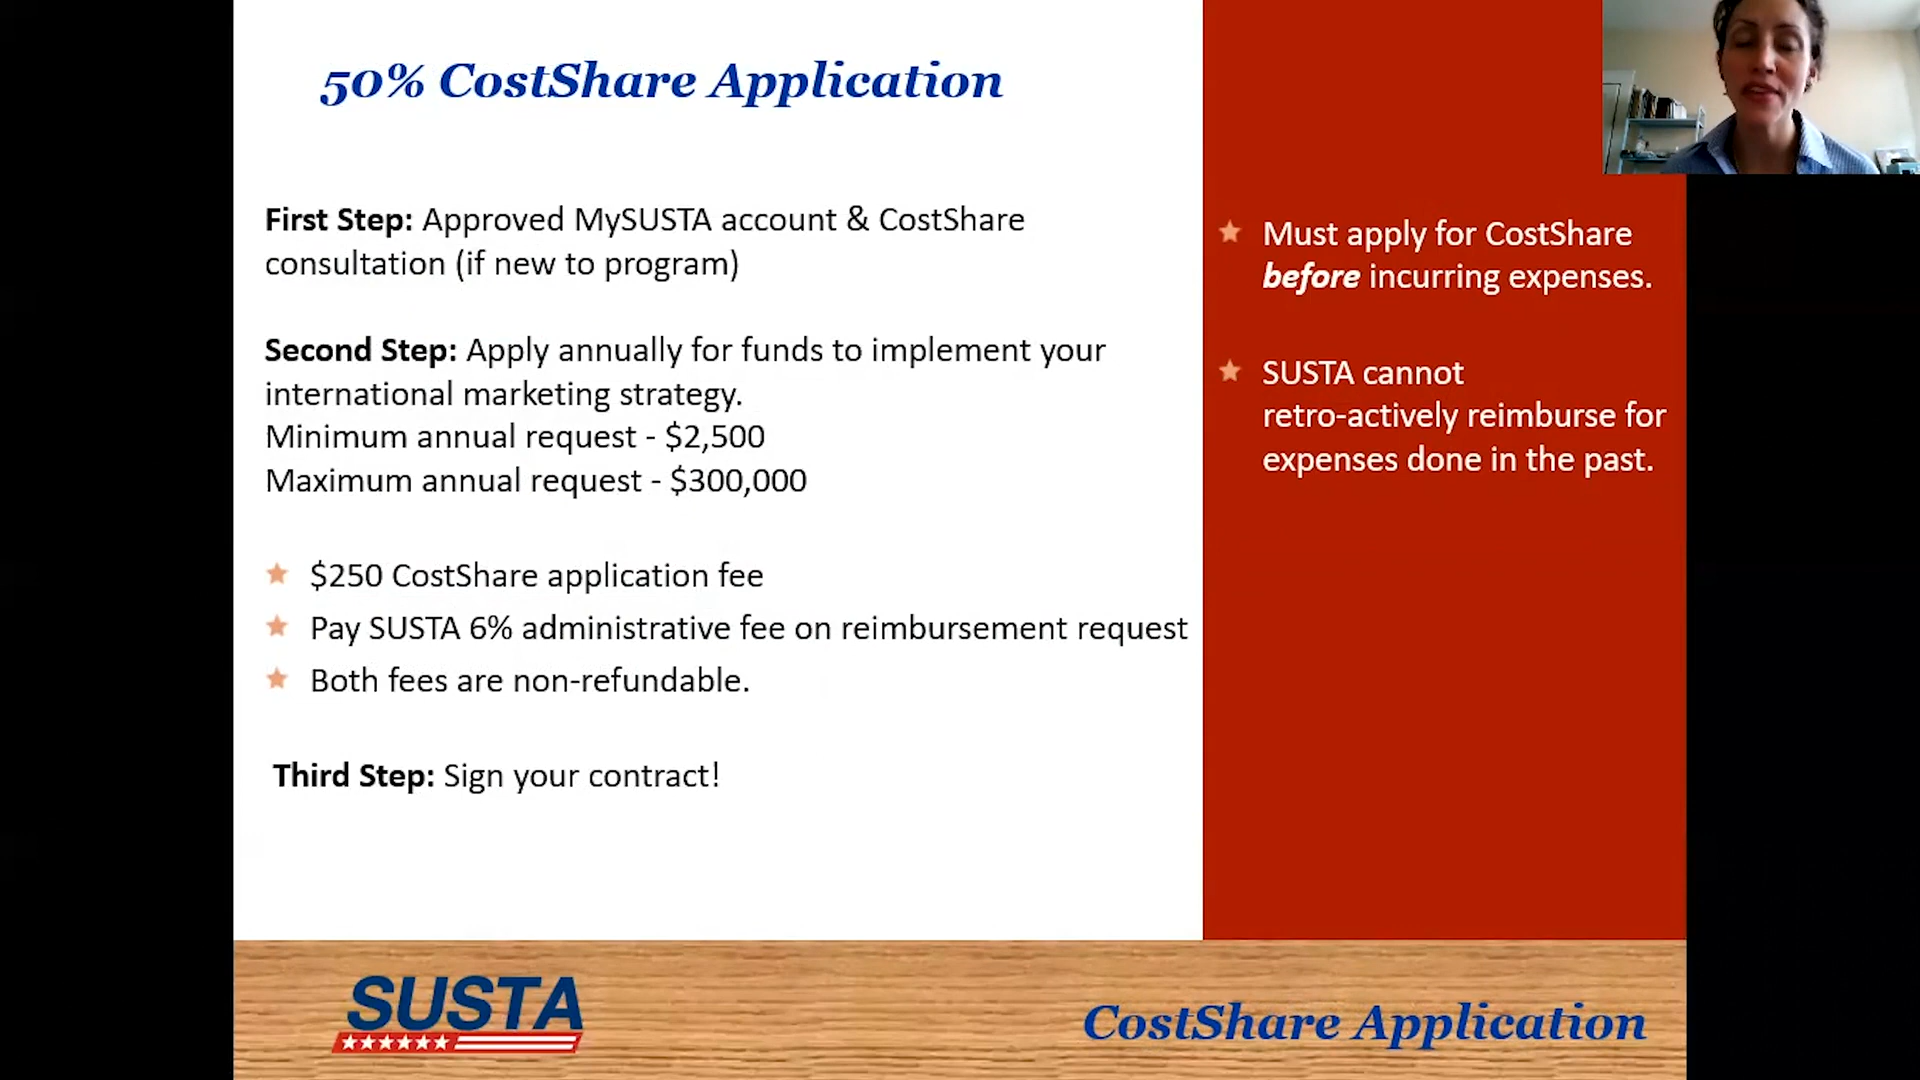 50% CostShare Application
First Step: Approved MySUSTA account & CostShare
consultation (if new to program)
Second Step: Apply annually for funds to implement your
international marketing strategy.
Minimum annual request - $2,500
Maximum annual request - $300,000
$250 CostShare application fee
Pay SUSTA 6% administrative fee on reimbursement request
Both fees are non-refundable.
Third Step: Sign your contract!
Must apply for CostShare
before incurring expenses.
SUSTA cannot
retro-actively reimburse for
expenses done in the past.
SUSTA
CostShare Application